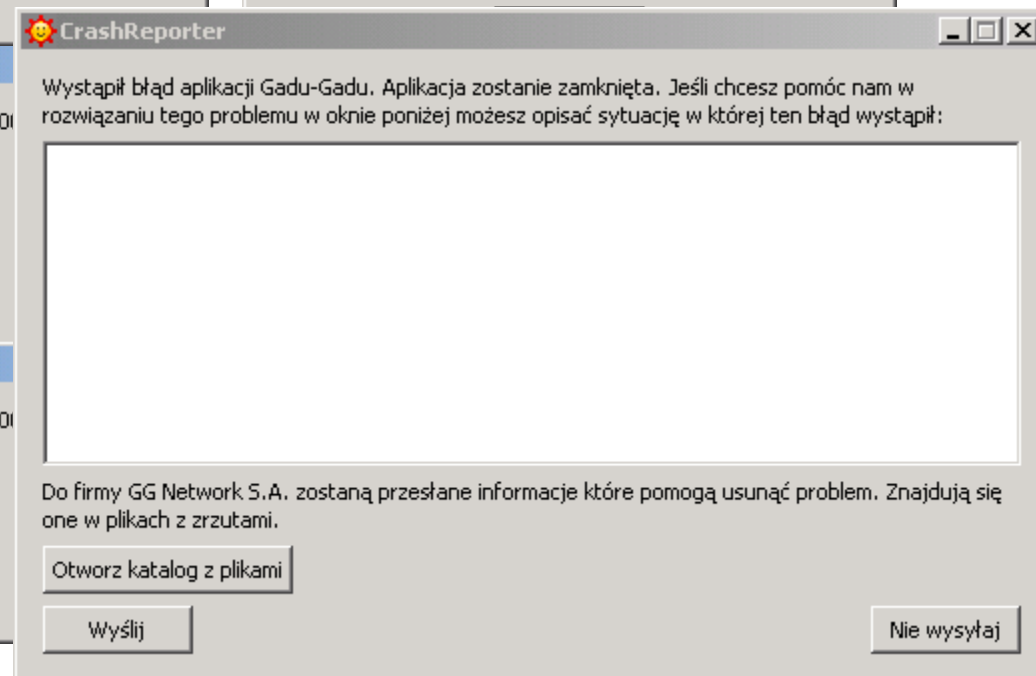 CrashReporter
Wystąpił błąd aplikacji Gadu-Gadu. Aplikacja zostanie zamknięta. Jeśli chcesz pomóc nam w
rozwiązaniu tego problemu w oknie poniżej możesz opisać sytuację w której ten błąd wystąpił:
Do firmy GG Network S.A. zostaną przesłane informacje które pomogą usunąć problem. Znajdują się
one w plikach z zrzutami.
Otworz katalog z plikami
Wyślij
Nie wysyłaj